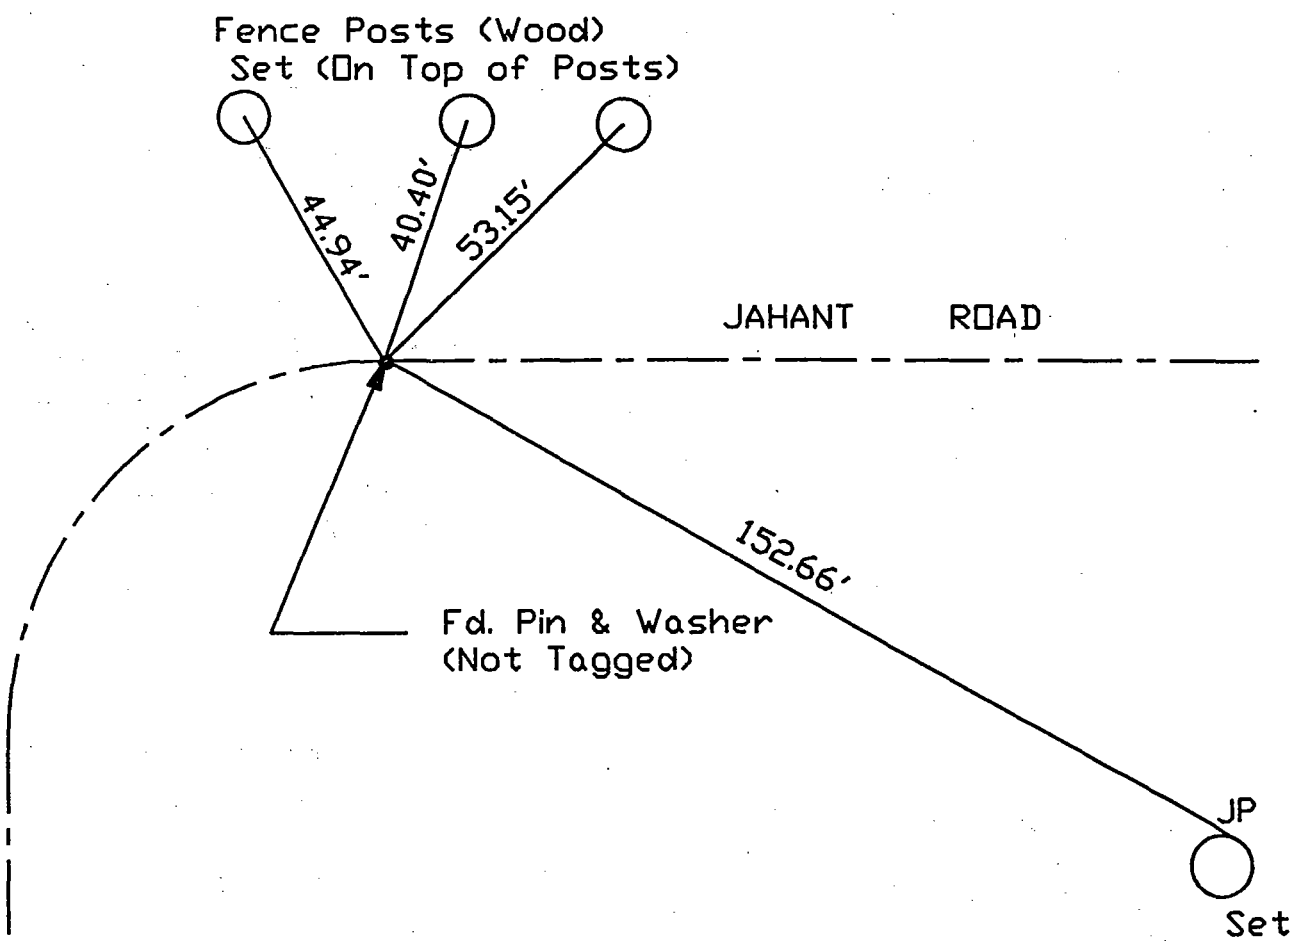 Fence Posts (Wood)
Set (On Top of Posts)
44.94'
40.40'
53.15'
JAHANT ROAD
152.66'
Fd. Pin & Washer
(Not Tagged)
JP
Set